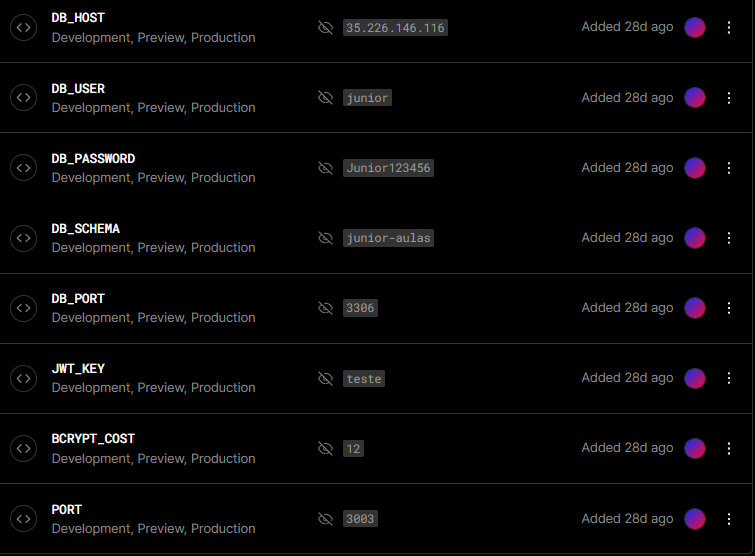 DB_HOST
Development, Preview, Production
35.226.146.116
Added 28d ago
DB_USER
Development, Preview, Production
junior
Added 28d ago
DB_PASSWORD
Development, Preview, Production
Junior123456
Added 28d ago
DB_SCHEMA
Development, Preview, Production
junior-aulas
Added 28d ago
DB_PORT
Development, Preview, Production
3306
Added 28d ago
JWT_KEY
Development, Preview, Production
teste
Added 28d ago
BCRYPT_COST
Development, Preview, Production
12
Added 28d ago
PORT
Development, Preview, Production
3003
Added 28d ago